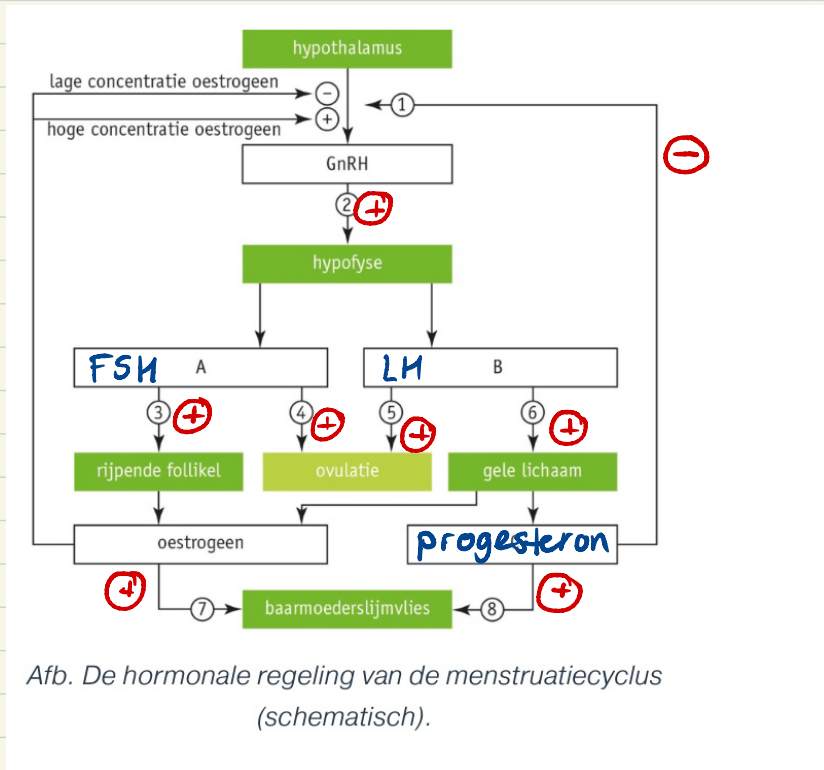 hypothalamus
lage concentratie oestrogeen
−
1
+
hoge concentratie oestrogeen
−
GnRH
2 +
hypofyse
FSH A
LH B
3 +
4 +
5 +
6 +
rijpende follikel
ovulatie
gele lichaam
oestrogeen
progesteron
+
+
7
baarmoederslijmvlies
8
Afb. De hormonale regeling van de menstruatiecyclus
(schematisch).